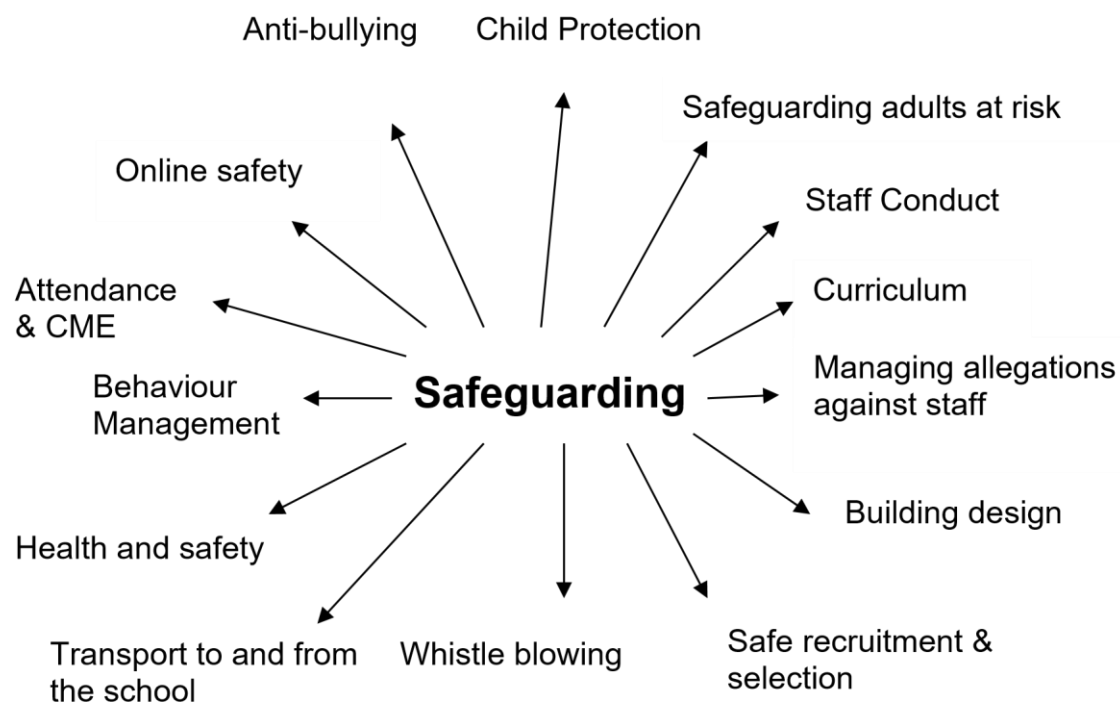 Anti-bullying
Child Protection
Safeguarding adults at risk
Online safety
Staff Conduct
Attendance
& CME
Curriculum
Behaviour
Management
Safeguarding
Managing allegations
against staff
Building design
Health and safety
Transport to and from
the school
Whistle blowing
Safe recruitment &
selection